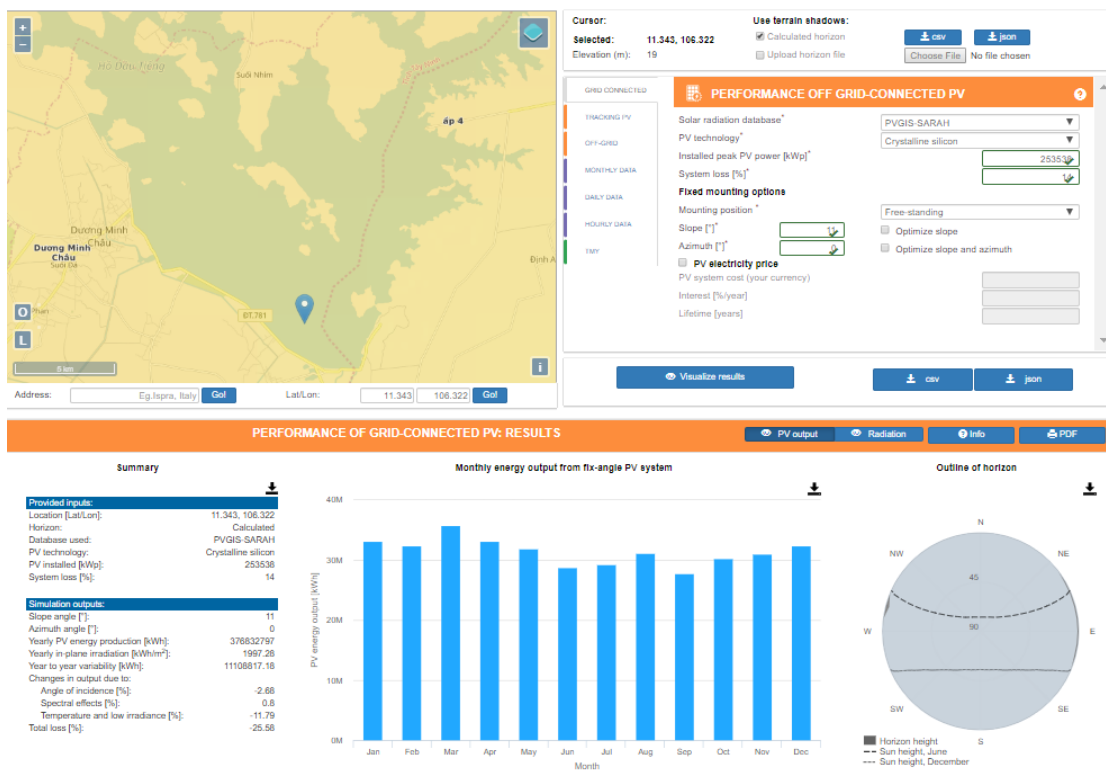 +
−
Hồ Dầu Tiếng
Suối Nhím
ấp 4
Dương Minh
Châu
Dương Minh
Châu
Suối Đá
Phan
Định A
ĐT.781
O
L
5 km
i
Address:
Eg.Ispra, Italy
Go!
Lat/Lon:
11.343
106.322
Go!
Cursor:
Selected: 11.343, 106.322
Elevation (m): 19
Use terrain shadows:
Calculated horizon
Upload horizon file
csv
json
Choose File No file chosen
GRID CONNECTED
TRACKING PV
OFF-GRID
MONTHLY DATA
DAILY DATA
HOURLY DATA
TMY
PERFORMANCE OFF GRID-CONNECTED PV
?
Solar radiation database* PVGIS-SARAH
PV technology* Crystalline silicon
Installed peak PV power [kWp]* 253538
System loss [%]* 14
Fixed mounting options
Mounting position * Free-standing
Slope [°]* 11 Optimize slope
Azimuth [°]* 0 Optimize slope and azimuth
PV electricity price
PV system cost (your currency)
Interest [%/year]
Lifetime [years]
Visualize results
csv
json
PERFORMANCE OF GRID-CONNECTED PV: RESULTS
PV output
Radiation
Info
PDF
Summary
Provided inputs:
Location [Lat/Lon]: 11.343, 106.322
Horizon: Calculated
Database used: PVGIS-SARAH
PV technology: Crystalline silicon
PV installed [kWp]: 253538
System loss [%]: 14
Simulation outputs:
Slope angle [°]: 11
Azimuth angle [°]: 0
Yearly PV energy production [kWh]: 376832797
Yearly in-plane irradiation [kWh/m²]: 1997.28
Year to year variability [kWh]: 11108817.18
Changes in output due to:
Angle of incidence [%]: -2.68
Spectral effects [%]: 0.8
Temperature and low irradiance [%]: -11.79
Total loss [%]: -25.56
Monthly energy output from fix-angle PV system
40M
30M
20M
10M
0M
PV energy output [kWh]
Jan Feb Mar Apr May Jun Jul Aug Sep Oct Nov Dec
Month
Outline of horizon
N
NW NE
45
W 90 E
SW SE
S
Horizon height
Sun height, June
Sun height, December